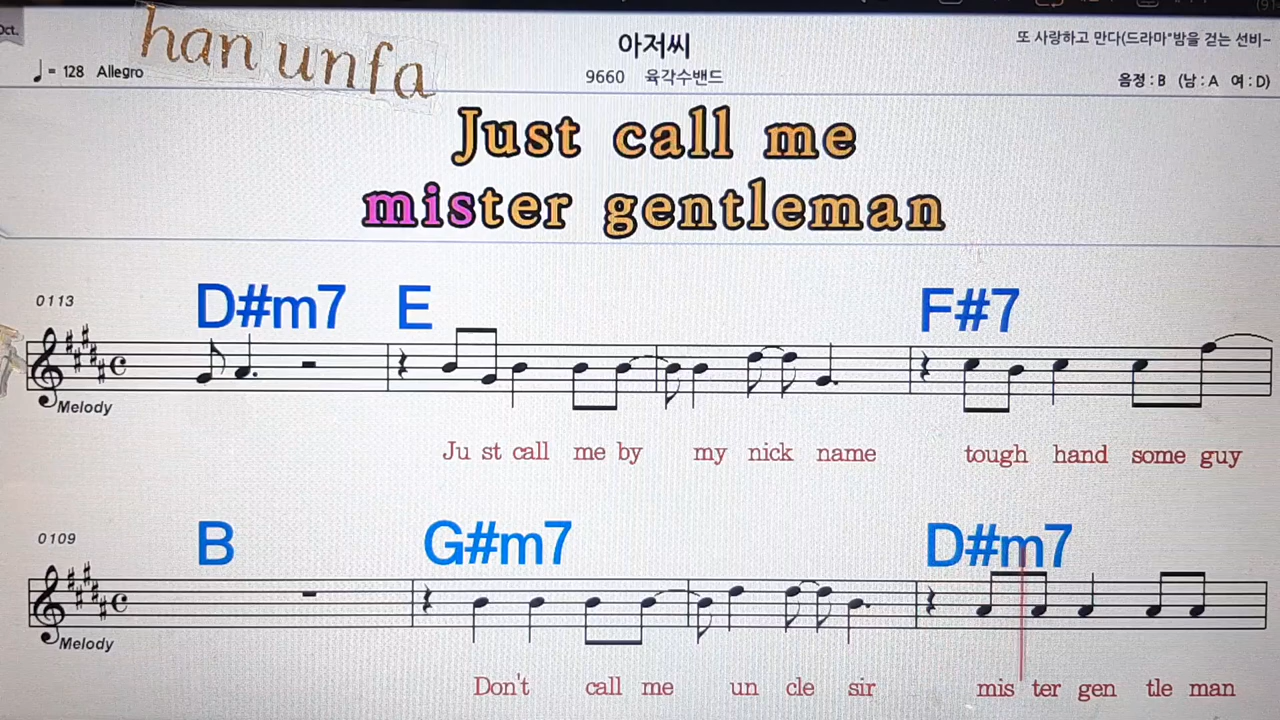 Oct.
han unfa
♩ = 128 Allegro
아저씨
9660 육각수밴드
또 사랑하고 만다(드라마"밤을 걷는 선비~
음정 : B (남 : A 여 : D)
Just call me
mister gentleman
0113
D#m7 E F#7
Melody
Ju st call me by my nick name tough hand some guy
0109
B G#m7 D#m7
Melody
Don't call me un cle sir mis ter gen tle man